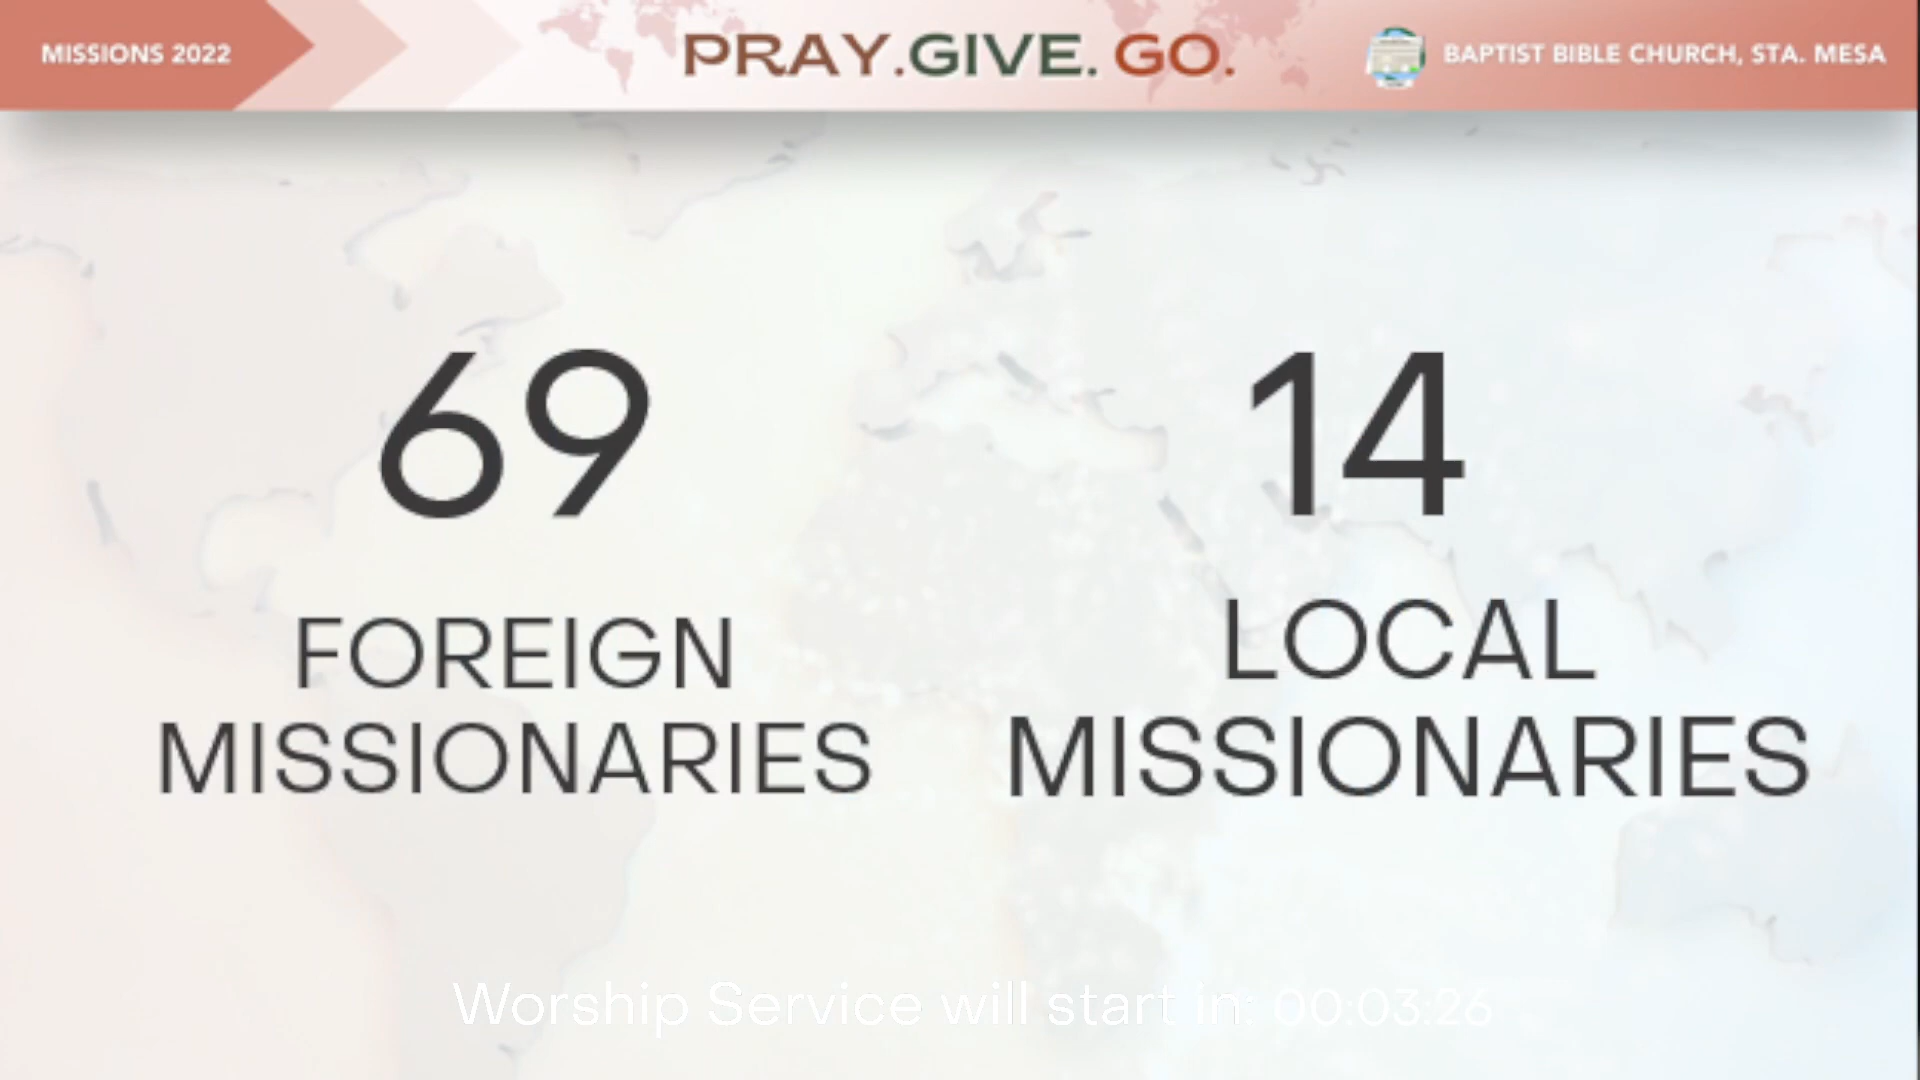 MISSIONS 2022
PRAY.GIVE. GO.
BAPTIST BIBLE CHURCH, STA. MESA
69
FOREIGN
MISSIONARIES
14
LOCAL
MISSIONARIES
Worship Service will start in: 00:03:26